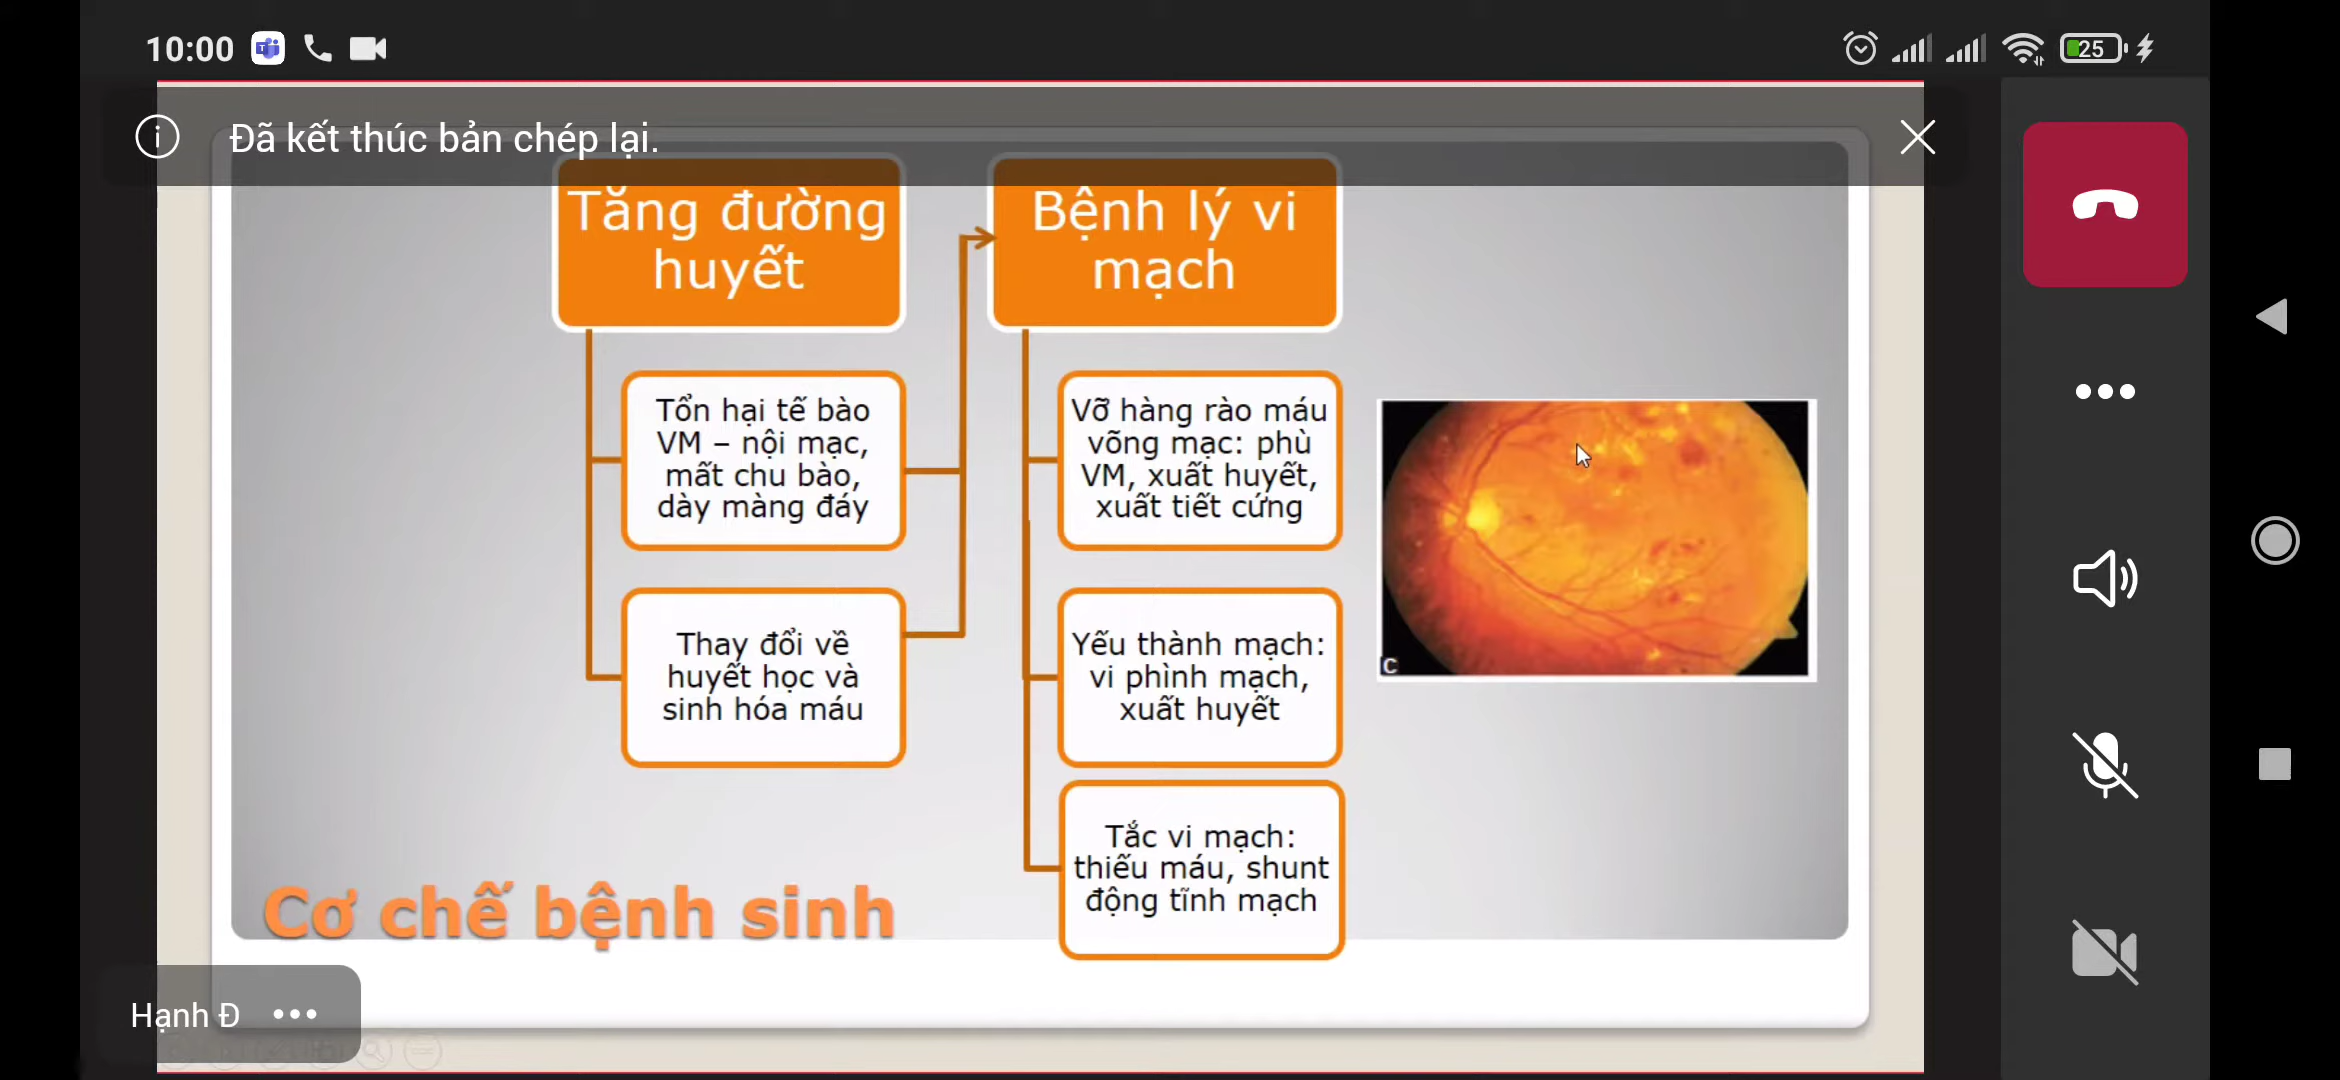 10:00
25
Đã kết thúc bản chép lại.
Tăng đường
huyết
Bệnh lý vi
mạch
Tổn hại tế bào
VM – nội mạc,
mất chu bào,
dày màng đáy
Vỡ hàng rào máu
võng mạc: phù
VM, xuất huyết,
xuất tiết cứng
Thay đổi về
huyết học và
sinh hóa máu
Yếu thành mạch:
vi phình mạch,
xuất huyết
C
Tắc vi mạch:
thiếu máu, shunt
động tĩnh mạch
Cơ chế bệnh sinh
Hạnh Đ